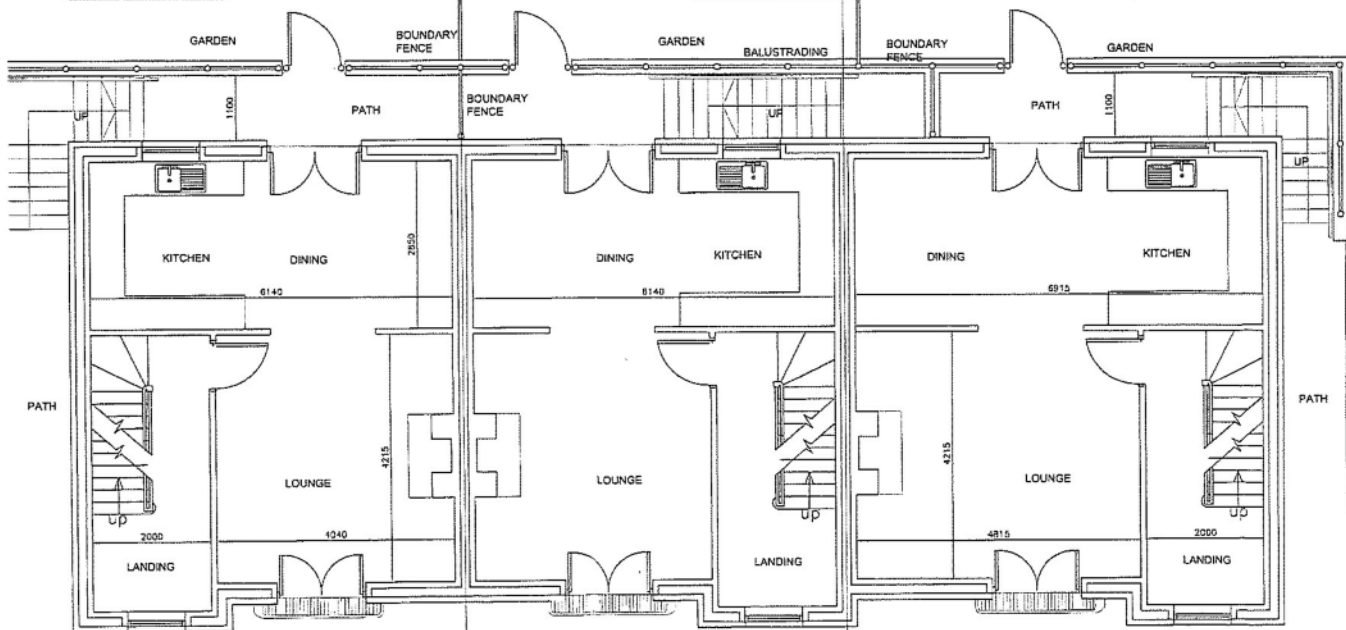 GARDEN
BOUNDARY
FENCE
GARDEN
BALUSTRADING
BOUNDARY
FENCE
GARDEN
UP
1100
PATH
BOUNDARY
FENCE
UP
PATH
1100
UP
KITCHEN
DINING
2850
DINING
KITCHEN
DINING
KITCHEN
6140
6140
6915
PATH
PATH
4215
LOUNGE
LOUNGE
4215
LOUNGE
up
up
up
2000
4040
4815
2000
LANDING
LANDING
LANDING